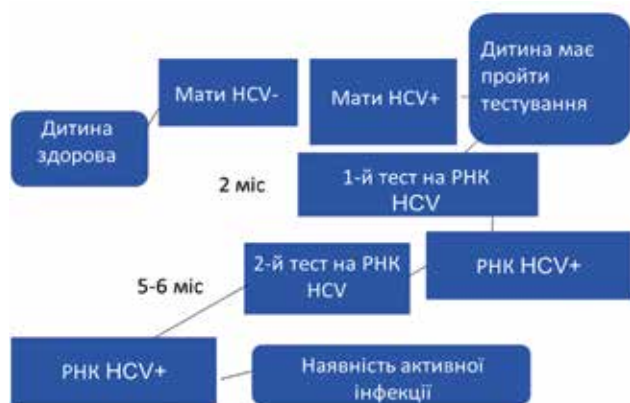 Дитина має
пройти
тестування
Мати HCV-
Мати HCV+
Дитина
здорова
2 міс
1-й тест на РНК
HCV
2-й тест на РНК
HCV
РНК HCV+
5-6 міс
РНК HCV+
Наявність активної
інфекції